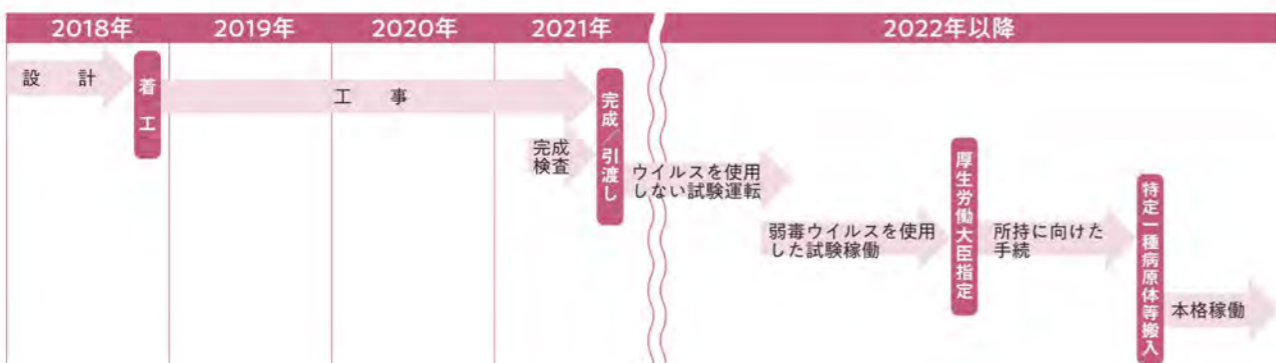 2018年
2019年
2020年
2021年
2022年以降
設　計
着工
工　事
完成検査
完成／引渡し
ウイルスを使用
しない試験運転
弱毒ウイルスを使用
した試験稼働
厚生労働大臣指定
所持に向けた
手続
特定一種病原体等搬入
本格稼働